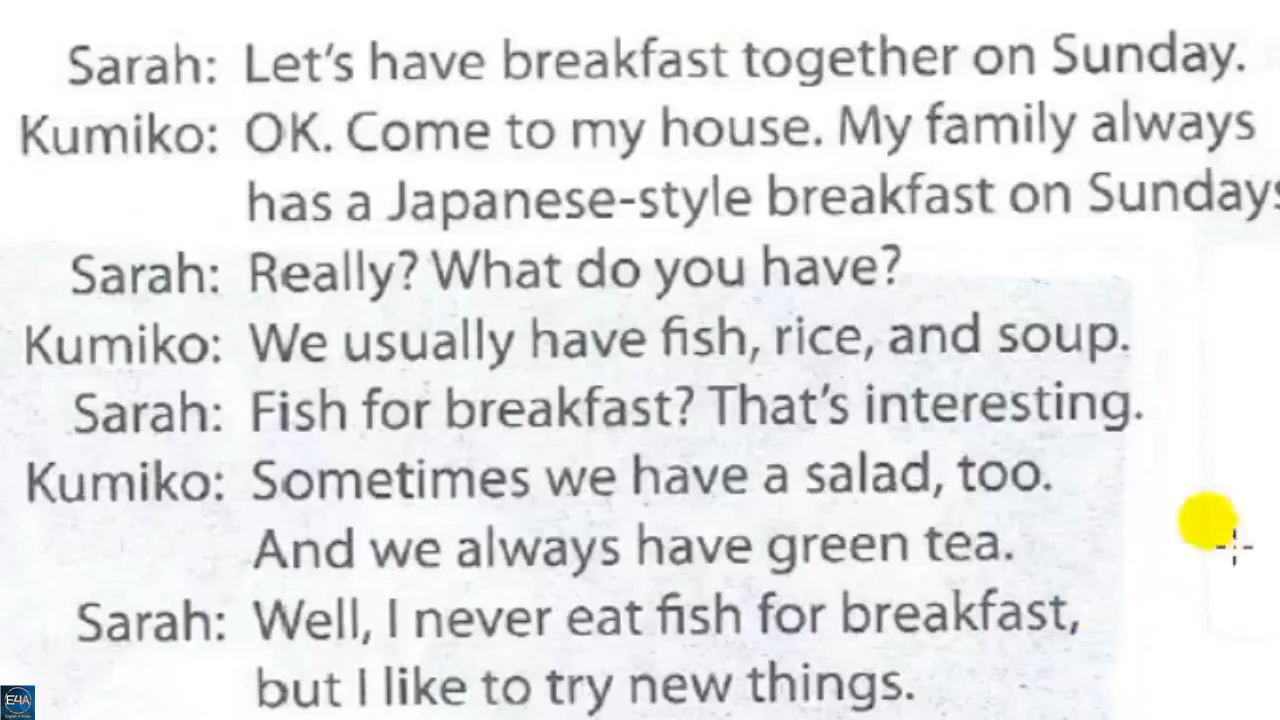 Sarah: Let's have breakfast together on Sunday.
Kumiko: OK. Come to my house. My family always
has a Japanese-style breakfast on Sundays
Sarah: Really? What do you have?
Kumiko: We usually have fish, rice, and soup.
Sarah: Fish for breakfast? That's interesting.
Kumiko: Sometimes we have a salad, too.
And we always have green tea.
Sarah: Well, I never eat fish for breakfast,
but I like to try new things.
E4A